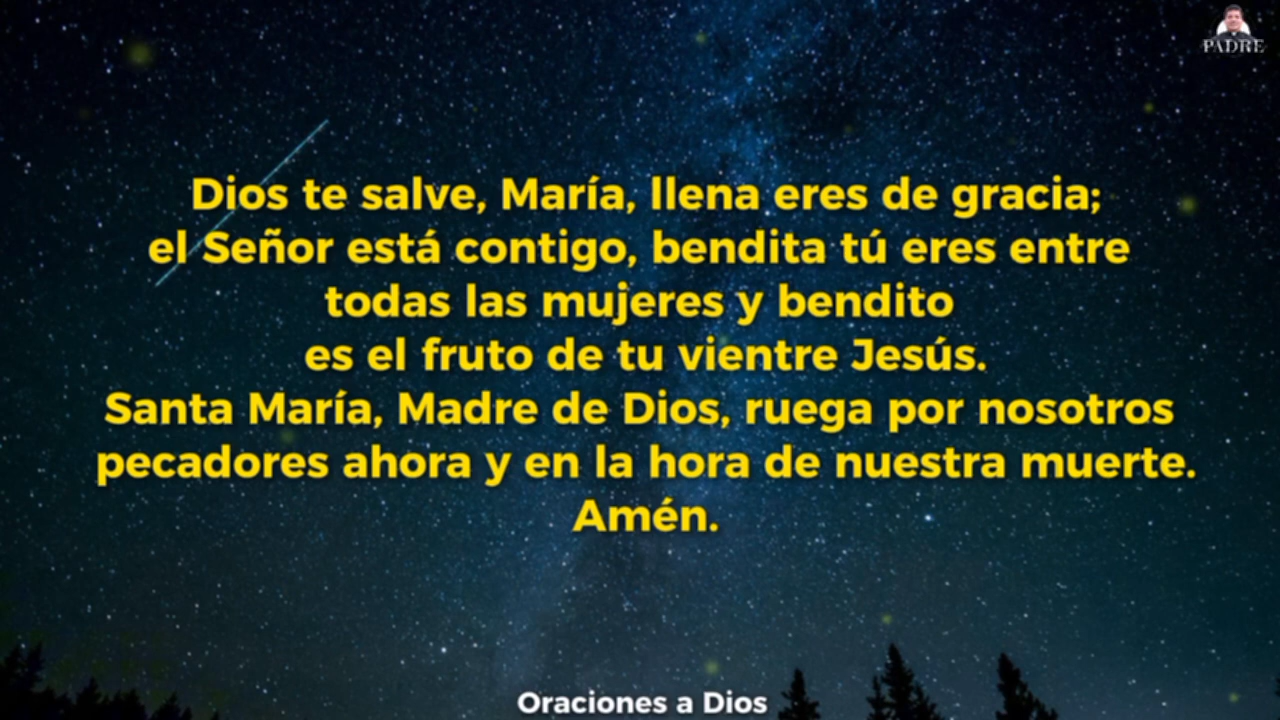 PADRE
Dios te salve, María, llena eres de gracia;
el Señor está contigo, bendita tú eres entre
todas las mujeres y bendito
es el fruto de tu vientre Jesús.
Santa María, Madre de Dios, ruega por nosotros
pecadores ahora y en la hora de nuestra muerte.
Amén.
Oraciones a Dios